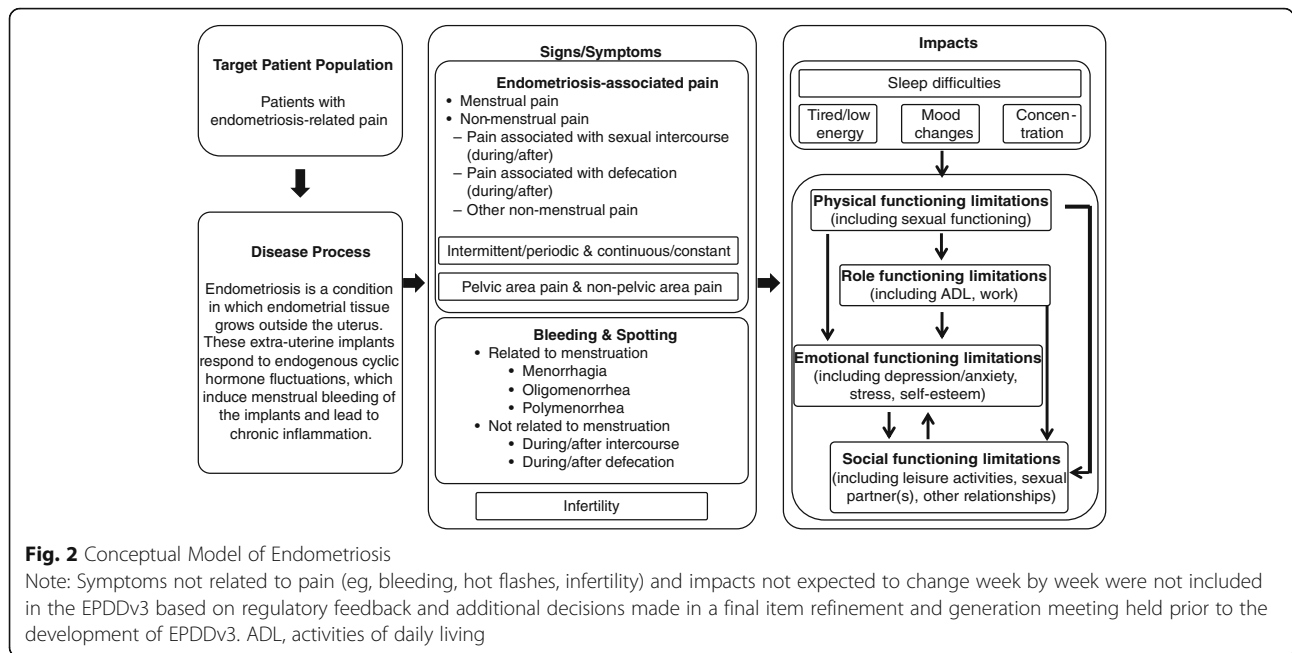 Target Patient Population
Patients with
endometriosis-related pain
Disease Process
Endometriosis is a condition
in which endometrial tissue
grows outside the uterus.
These extra-uterine implants
respond to endogenous cyclic
hormone fluctuations, which
induce menstrual bleeding of
the implants and lead to
chronic inflammation.
Signs/Symptoms
Endometriosis-associated pain
• Menstrual pain
• Non-menstrual pain
– Pain associated with sexual intercourse
(during/after)
– Pain associated with defecation
(during/after)
– Other non-menstrual pain
Intermittent/periodic & continuous/constant
Pelvic area pain & non-pelvic area pain
Bleeding & Spotting
• Related to menstruation
• Menorrhagia
• Oligomenorrhea
• Polymenorrhea
• Not related to menstruation
• During/after intercourse
• During/after defecation
Infertility
Impacts
Sleep difficulties
Tired/low
energy
Mood
changes
Concen-
tration
Physical functioning limitations
(including sexual functioning)
Role functioning limitations
(including ADL, work)
Emotional functioning limitations
(including depression/anxiety,
stress, self-esteem)
Social functioning limitations
(including leisure activities, sexual
partner(s), other relationships)
Fig. 2 Conceptual Model of Endometriosis
Note: Symptoms not related to pain (eg, bleeding, hot flashes, infertility) and impacts not expected to change week by week were not included
in the EPDDv3 based on regulatory feedback and additional decisions made in a final item refinement and generation meeting held prior to the
development of EPDDv3. ADL, activities of daily living